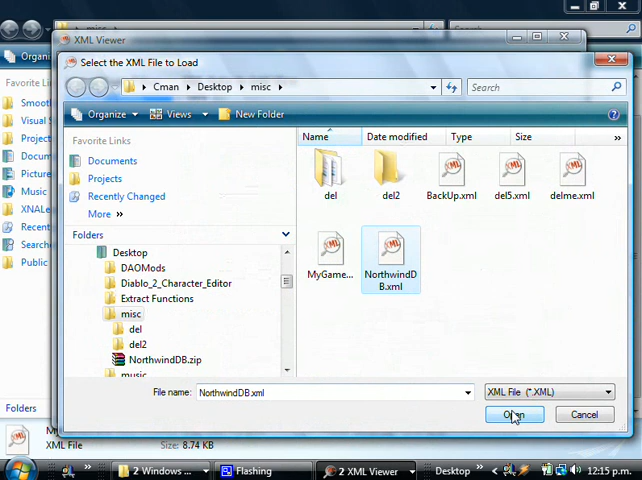 XML Viewer
Select the XML File to Load
Cman
Desktop
misc
Search
Organize
Views
New Folder
Favorite Links
Documents
Projects
Recently Changed
More »
Folders
Desktop
DAOMods
Diablo_2_Character_Editor
Extract Functions
misc
del
del2
NorthwindDB.zip
music
Name
Date modified
Type
Size
»
del
del2
BackUp.xml
del5.xml
delme.xml
MyGame...
NorthwindD
B.xml
File name:
NorthwindDB.xml
XML File (*.XML)
Open
Cancel
Organi
Favorite Links
Smoot
Visual S
Project
Docum
Picture
Music
XNALe
Recent
Searche
Public
Folders
XML File
Size: 8.74 KB
»
2 Windows ...
Flashing
2 XML Viewer
Desktop
»
12:15 p.m.